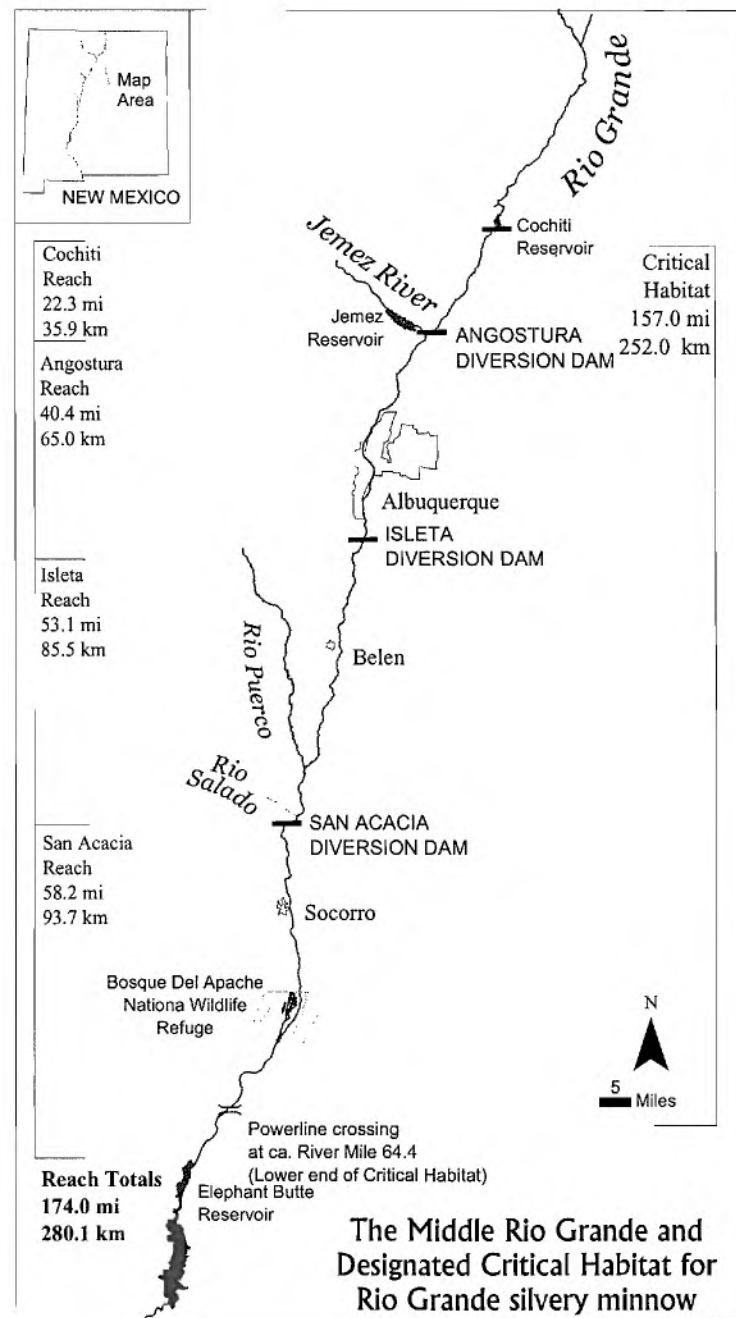 Map
Area
NEW MEXICO
Rio Grande
Cochiti
Reservoir
Jemez River
Jemez
Reservoir
ANGOSTURA
DIVERSION DAM
Critical
Habitat
157.0 mi
252.0 km
Cochiti
Reach
22.3 mi
35.9 km
Angostura
Reach
40.4 mi
65.0 km
Albuquerque
ISLETA
DIVERSION DAM
Isleta
Reach
53.1 mi
85.5 km
Rio Puerco
Belen
Rio
Salado
SAN ACACIA
DIVERSION DAM
San Acacia
Reach
58.2 mi
93.7 km
Socorro
Bosque Del Apache
Nationa Wildlife
Refuge
N
5
Miles
Powerline crossing
at ca. River Mile 64.4
(Lower end of Critical Habitat)
Reach Totals
174.0 mi
280.1 km
Elephant Butte
Reservoir
The Middle Rio Grande and
Designated Critical Habitat for
Rio Grande silvery minnow